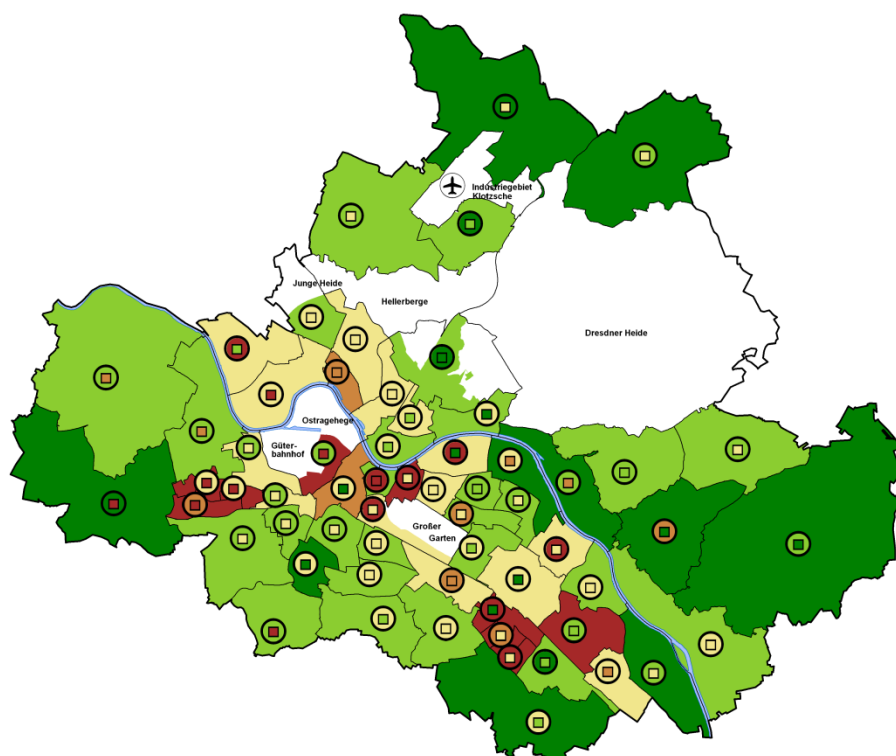 Industriegebiet
Klotzsche
Junge Heide
Hellerberge
Dresdner Heide
Ostragehege
Güter-
bahnhof
Großer
Garten